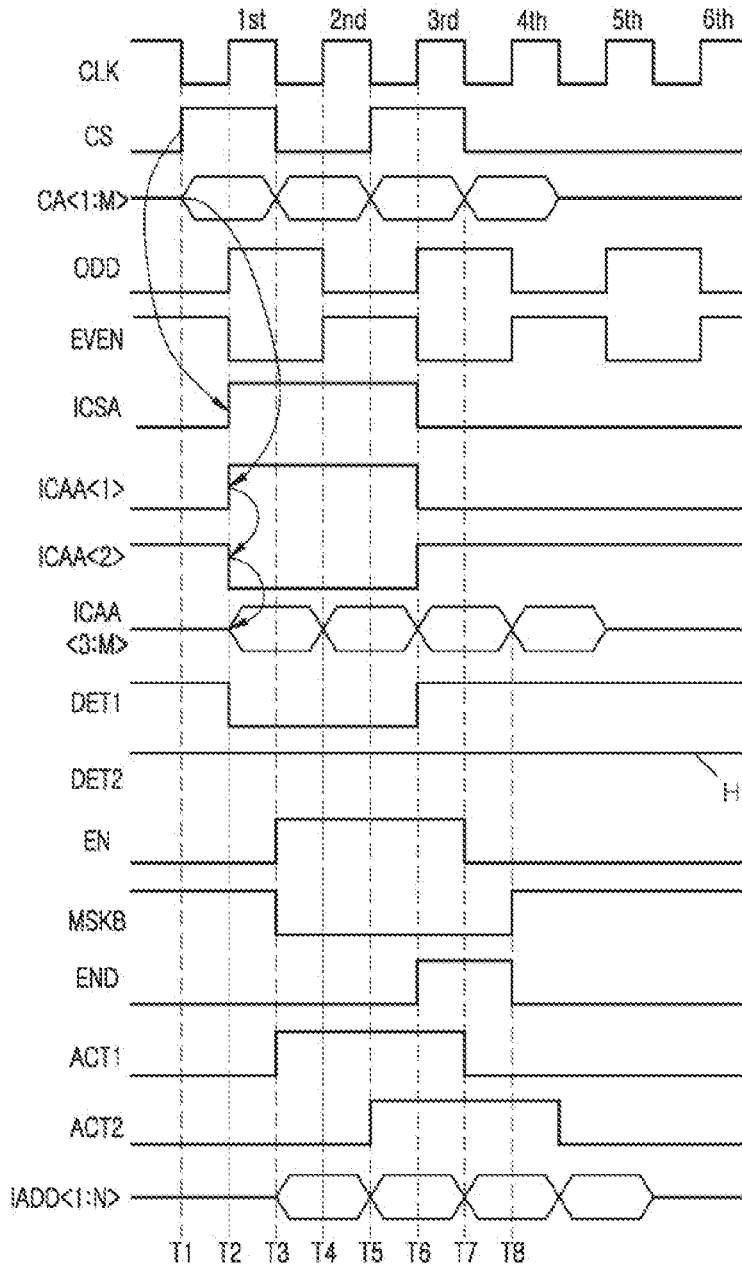 1st 2nd 3rd 4th 5th 6th
CLK
CS
CA<1:M>
ODD
EVEN
ICSA
ICAA<1>
ICAA<2>
ICAA
<3:M>
DET1
DET2
H
EN
MSKB
END
ACT1
ACT2
IADD<1:N>
T1 T2 T3 T4 T5 T6 T7 T8